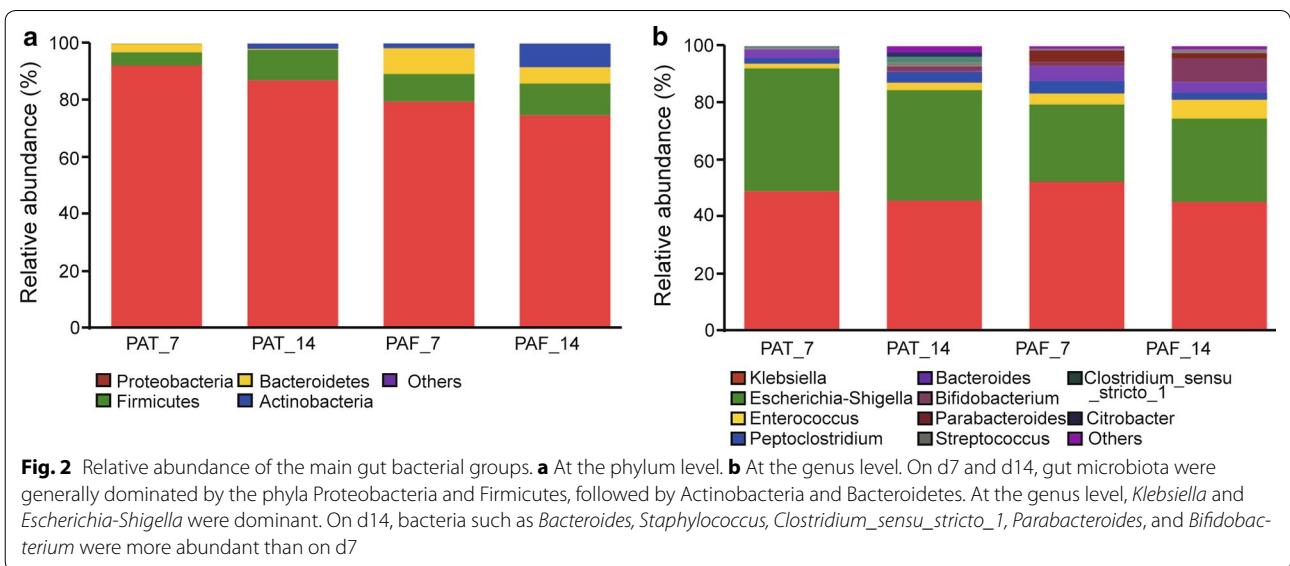 a
b
Relative abundance (%)
100
80
60
40
20
0
PAT_7 PAT_14 PAF_7 PAF_14
Proteobacteria Bacteroidetes Others
Firmicutes Actinobacteria
Relative abundance (%)
100
80
60
40
20
0
PAT_7 PAT_14 PAF_7 PAF_14
Klebsiella Bacteroides Clostridium_sensu
_stricto_1
Escherichia-Shigella Bifidobacterium
Enterococcus Parabacteroides Citrobacter
Peptoclostridium Streptococcus Others
Fig. 2 Relative abundance of the main gut bacterial groups. a At the phylum level. b At the genus level. On d7 and d14, gut microbiota were
generally dominated by the phyla Proteobacteria and Firmicutes, followed by Actinobacteria and Bacteroidetes. At the genus level, Klebsiella and
Escherichia-Shigella were dominant. On d14, bacteria such as Bacteroides, Staphylococcus, Clostridium_sensu_stricto_1, Parabacteroides, and Bifidobac-
terium were more abundant than on d7